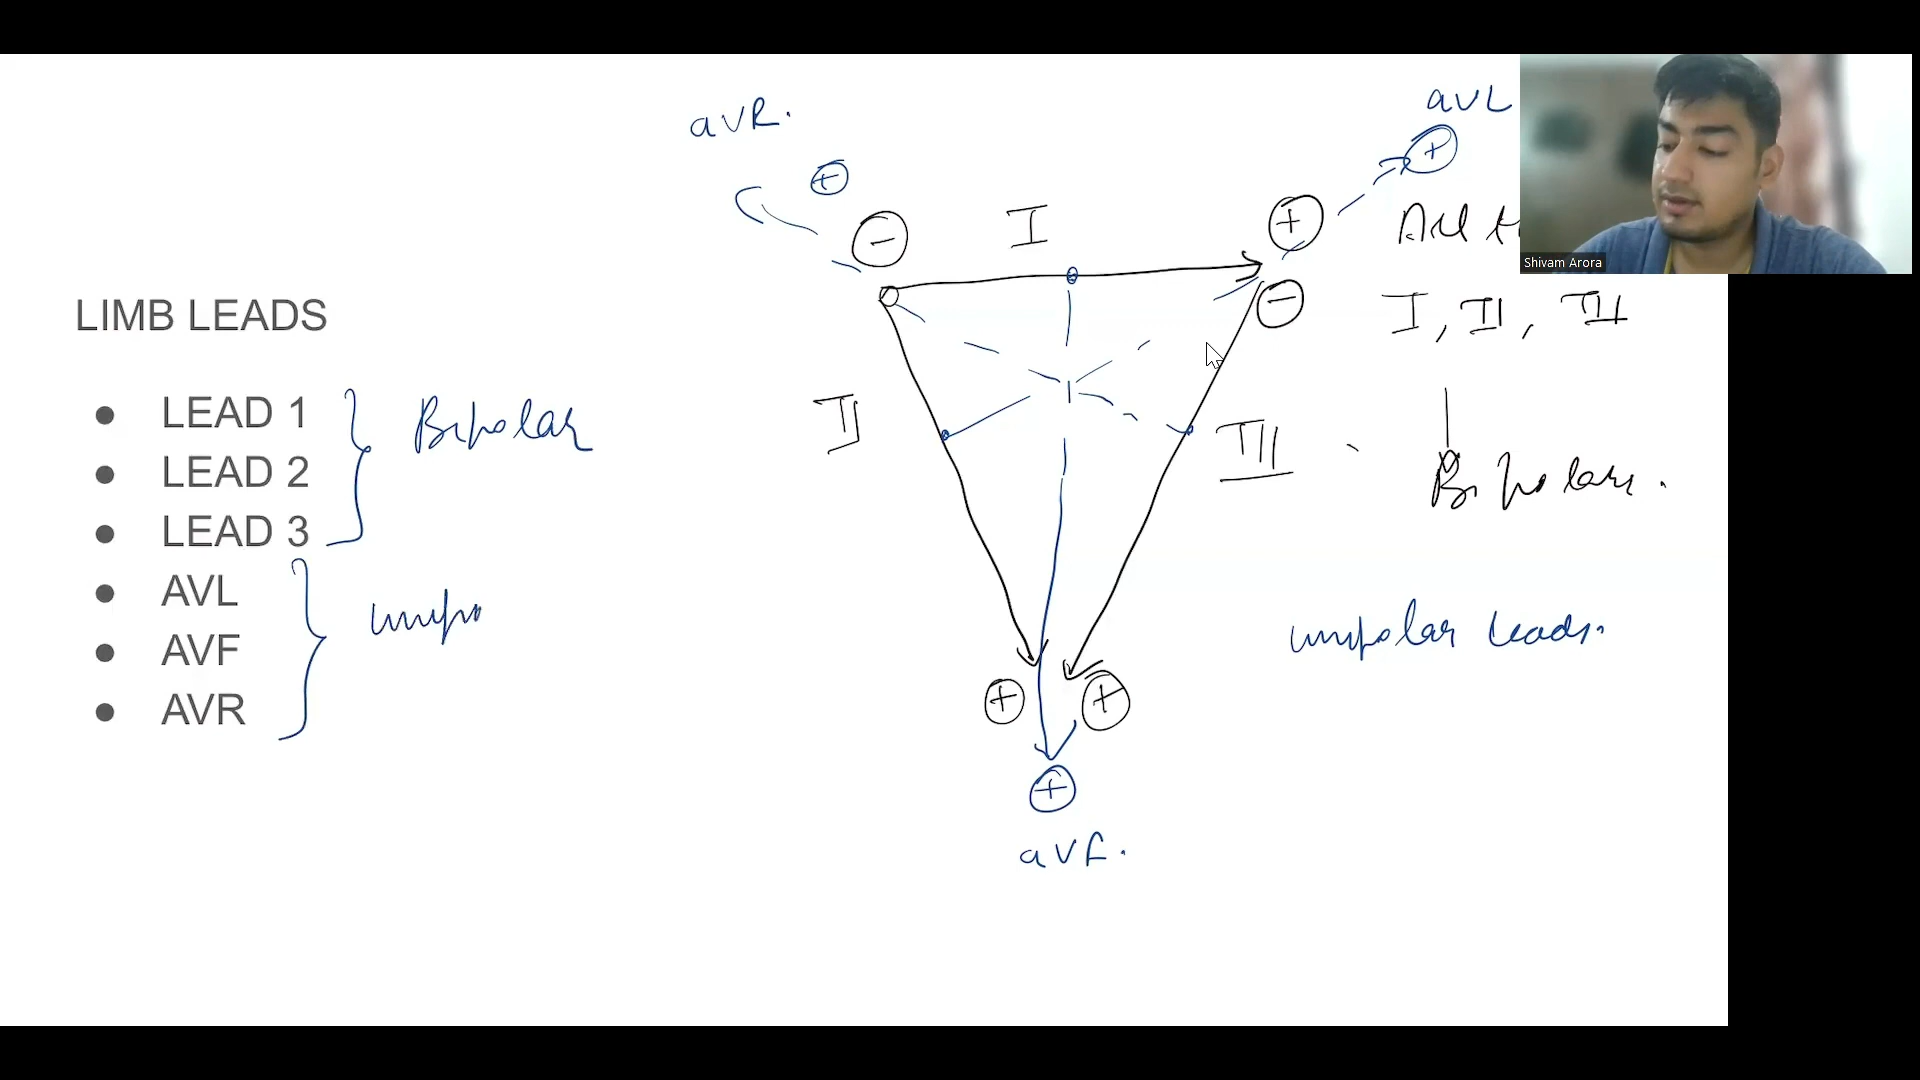 LIMB LEADS
LEAD 1
LEAD 2
LEAD 3
AVL
AVF
AVR
Bipolar
unipo
avR.
avL
+
+
-
I
+
-
II
III
+
+
+
avF.
All
I, II, III
Bipolar.
unipolar leads.
Shivam Arora